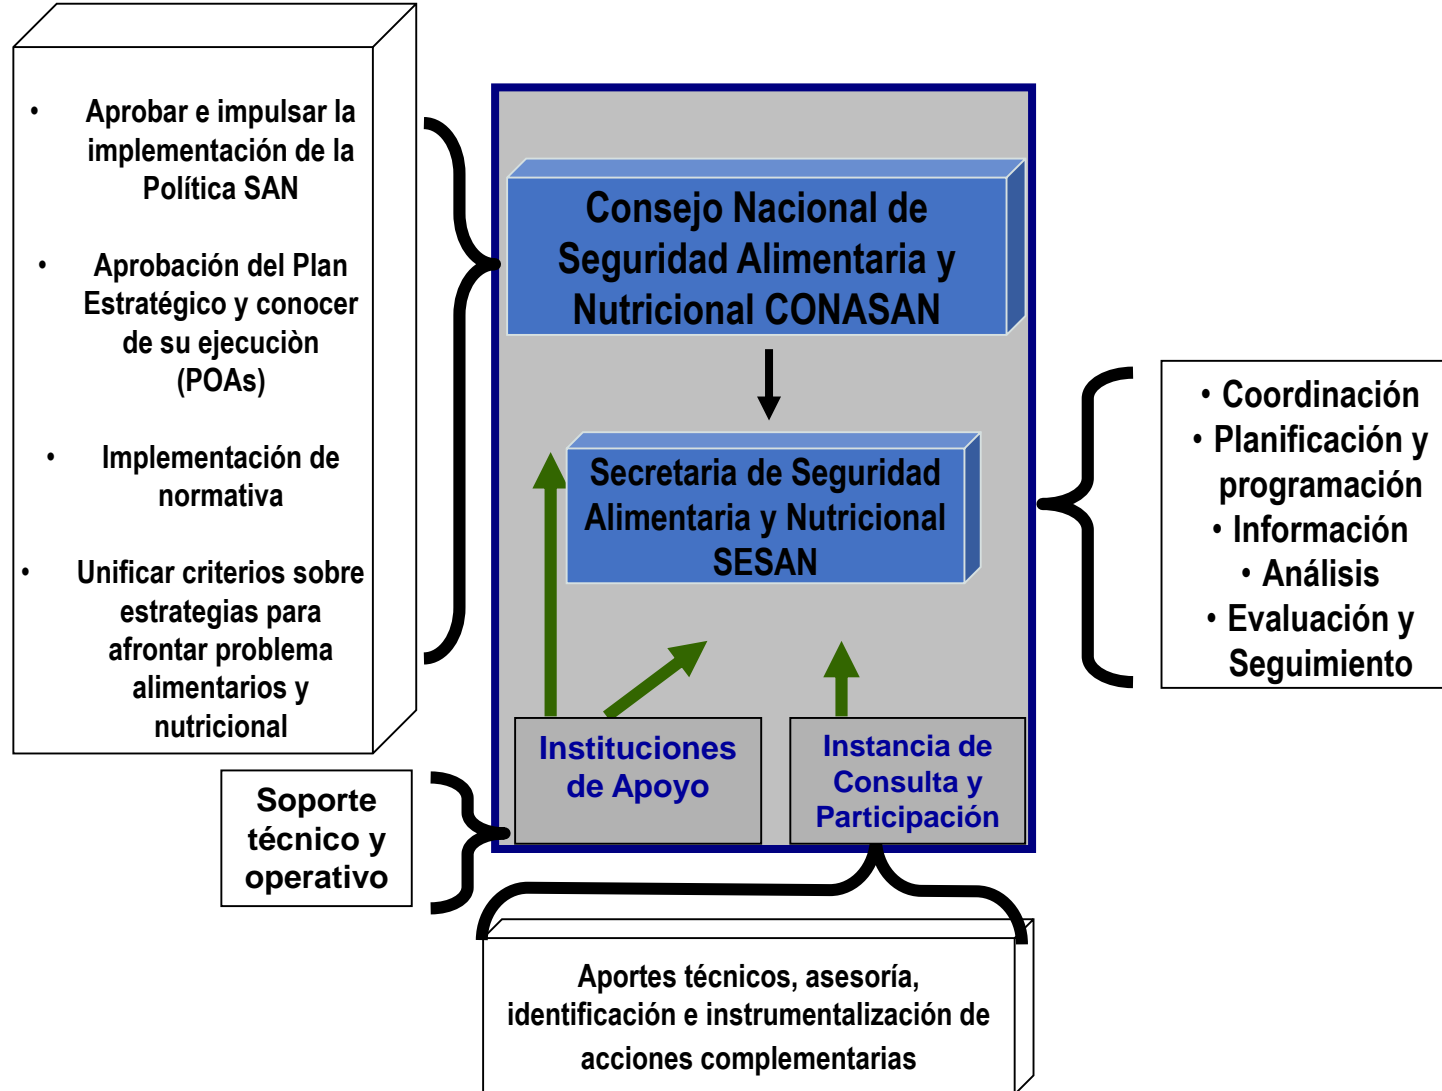 • Aprobar e impulsar la
implementación de la
Política SAN
• Aprobación del Plan
Estratégico y conocer
de su ejecuciòn
(POAs)
• Implementación de
normativa
• Unificar criterios sobre
estrategias para
afrontar problema
alimentarios y
nutricional
Consejo Nacional de
Seguridad Alimentaria y
Nutricional CONASAN
Secretaria de Seguridad
Alimentaria y Nutricional
SESAN
• Coordinación
• Planificación y
programación
• Información
• Análisis
• Evaluación y
Seguimiento
Instituciones
de Apoyo
Instancia de
Consulta y
Participación
Soporte
técnico y
operativo
Aportes técnicos, asesoría,
identificación e instrumentalización de
acciones complementarias